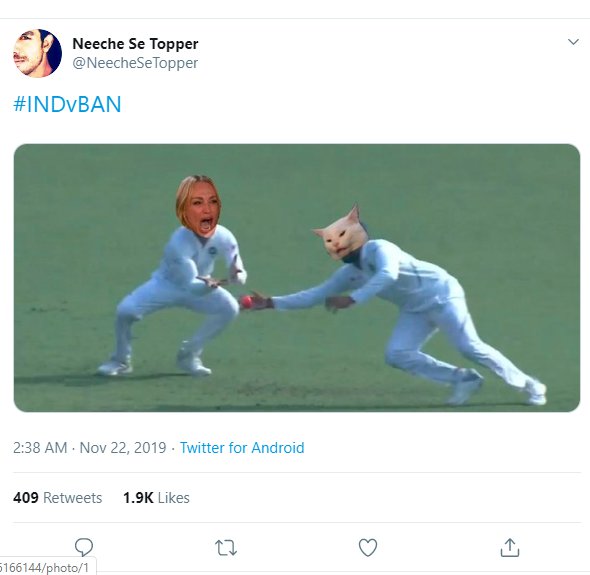 Neeche Se Topper
@NeecheSeTopper
#INDvBAN
2:38 AM · Nov 22, 2019 · Twitter for Android
409 Retweets 1.9K Likes
5166144/photo/1